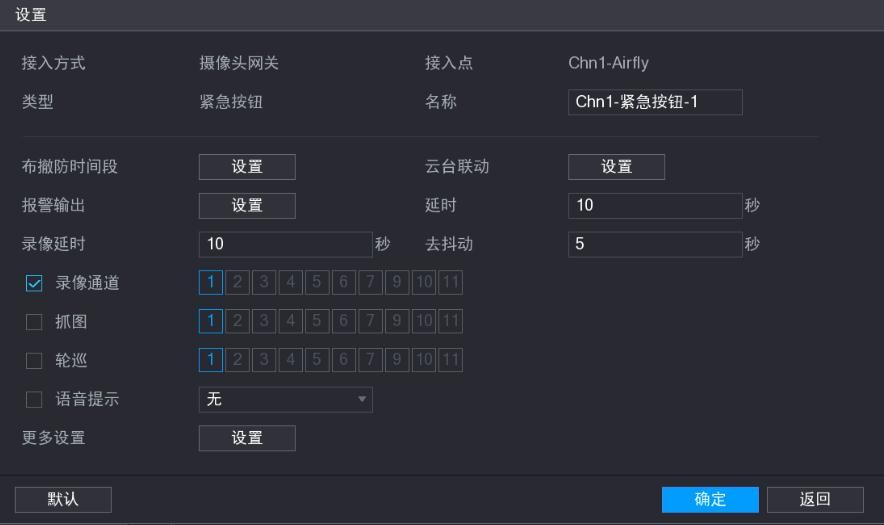 设置
接入方式 摄像头网关 接入点 Chn1-Airfly
类型 紧急按钮 名称 Chn1-紧急按钮-1
布撤防时间段 设置 云台联动 设置
报警输出 设置 延时 10 秒
录像延时 10 秒 去抖动 5 秒
录像通道 1 2 3 4 5 6 7 9 10 11
抓图 1 2 3 4 5 6 7 9 10 11
轮巡 1 2 3 4 5 6 7 9 10 11
语音提示 无
更多设置 设置
默认 确定 返回